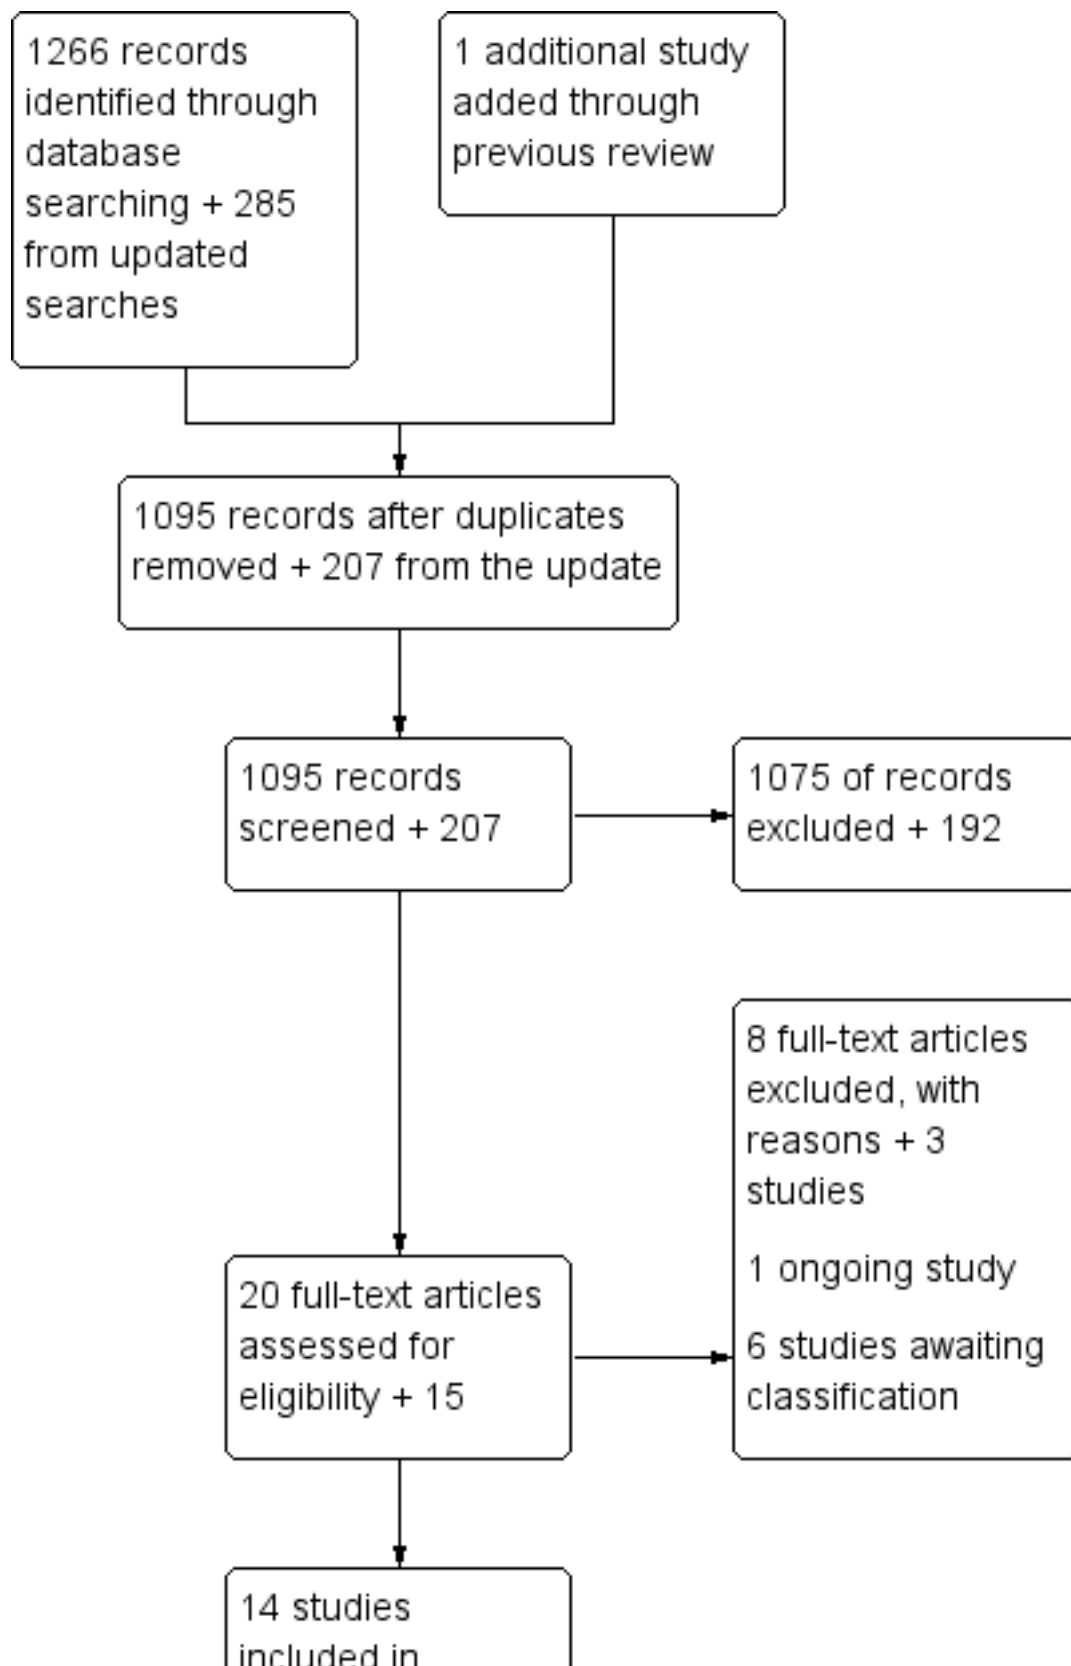 1266 records
identified through
database
searching + 285
from updated
searches
1 additional study
added through
previous review
1095 records after duplicates
removed + 207 from the update
1095 records
screened + 207
1075 of records
excluded + 192
8 full-text articles
excluded, with
reasons + 3
studies
1 ongoing study
6 studies awaiting
classification
20 full-text articles
assessed for
eligibility + 15
14 studies
included in